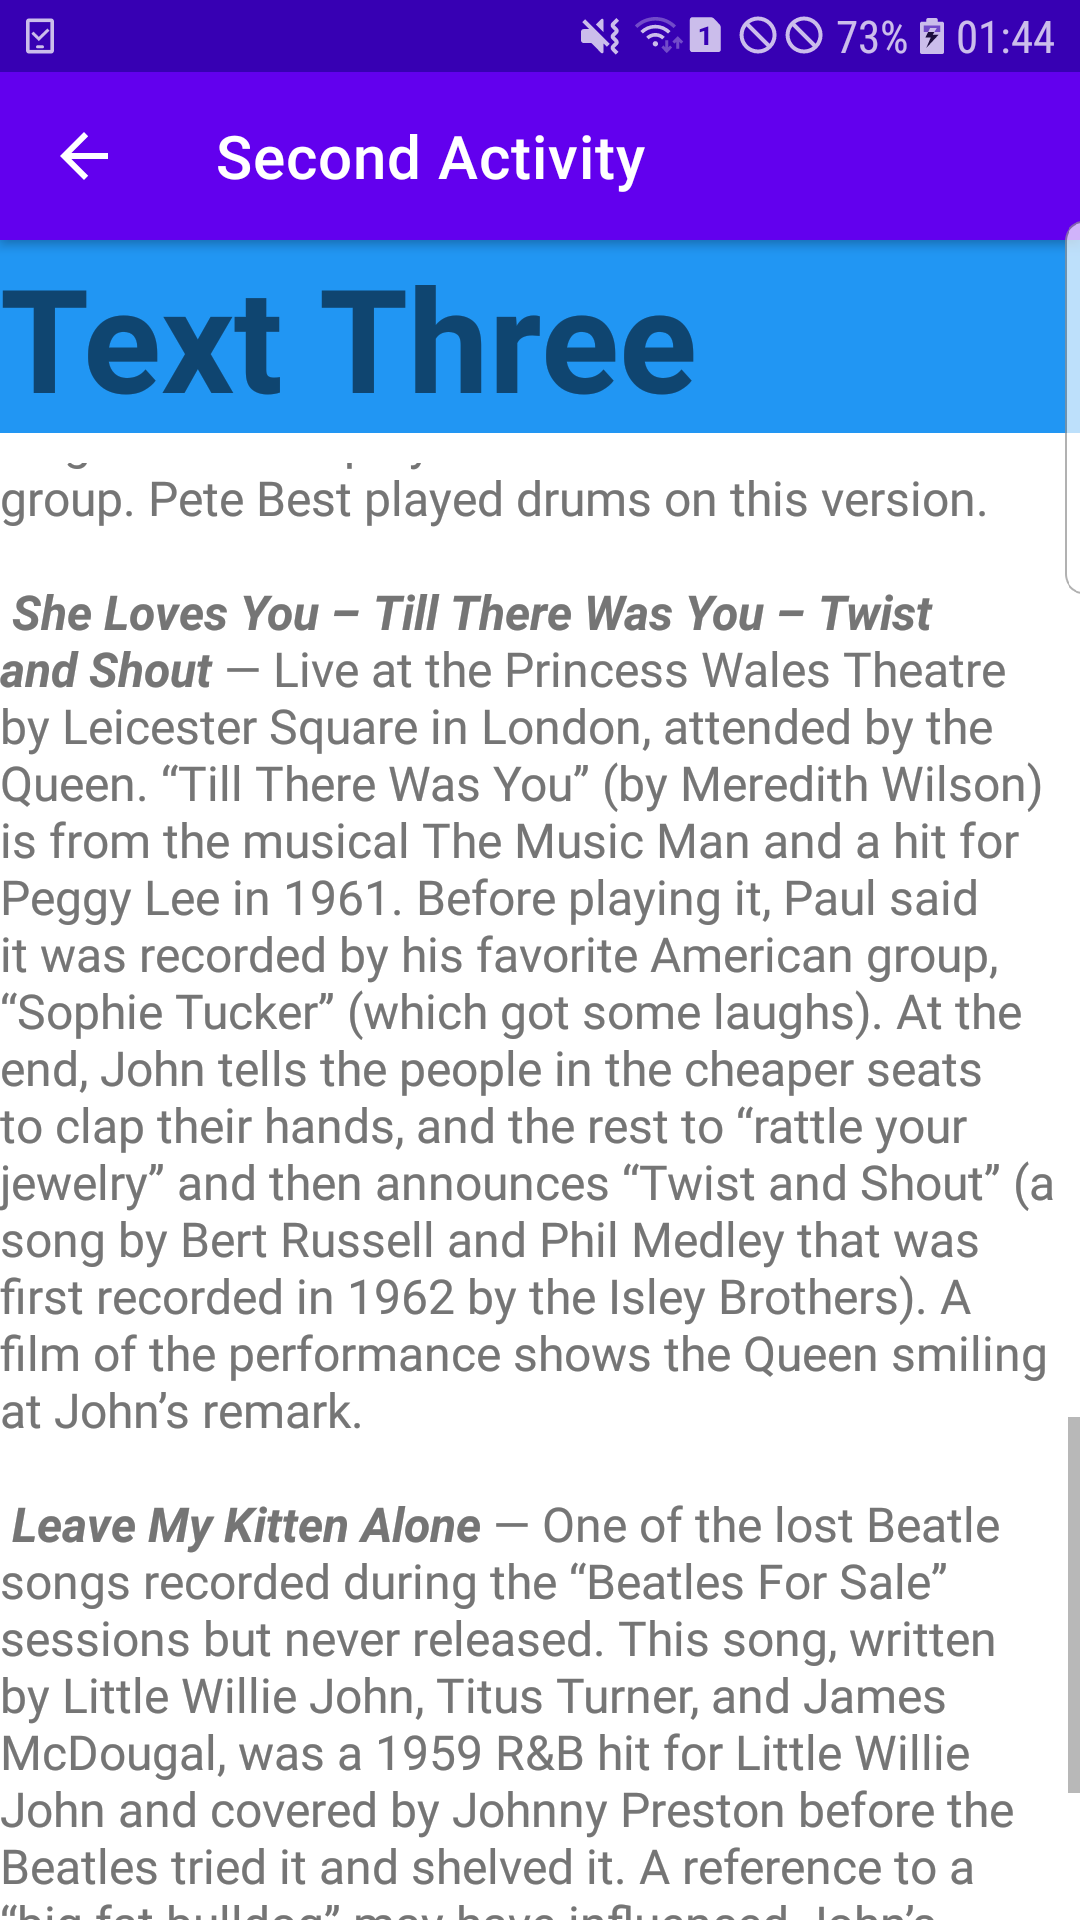 73% 01:44
Second Activity
Text Three
group. Pete Best played drums on this version.
She Loves You – Till There Was You – Twist
and Shout — Live at the Princess Wales Theatre
by Leicester Square in London, attended by the
Queen. “Till There Was You” (by Meredith Wilson)
is from the musical The Music Man and a hit for
Peggy Lee in 1961. Before playing it, Paul said
it was recorded by his favorite American group,
“Sophie Tucker” (which got some laughs). At the
end, John tells the people in the cheaper seats
to clap their hands, and the rest to “rattle your
jewelry” and then announces “Twist and Shout” (a
song by Bert Russell and Phil Medley that was
first recorded in 1962 by the Isley Brothers). A
film of the performance shows the Queen smiling
at John’s remark.
Leave My Kitten Alone — One of the lost Beatle
songs recorded during the “Beatles For Sale”
sessions but never released. This song, written
by Little Willie John, Titus Turner, and James
McDougal, was a 1959 R&B hit for Little Willie
John and covered by Johnny Preston before the
Beatles tried it and shelved it. A reference to a
“big fat bulldog” may have influenced John’s